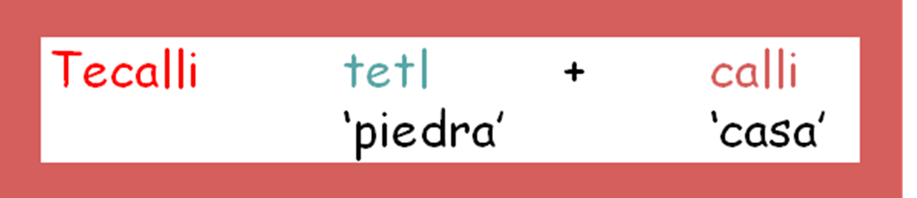 Tecalli tetl + calli
‘piedra’ ‘casa’